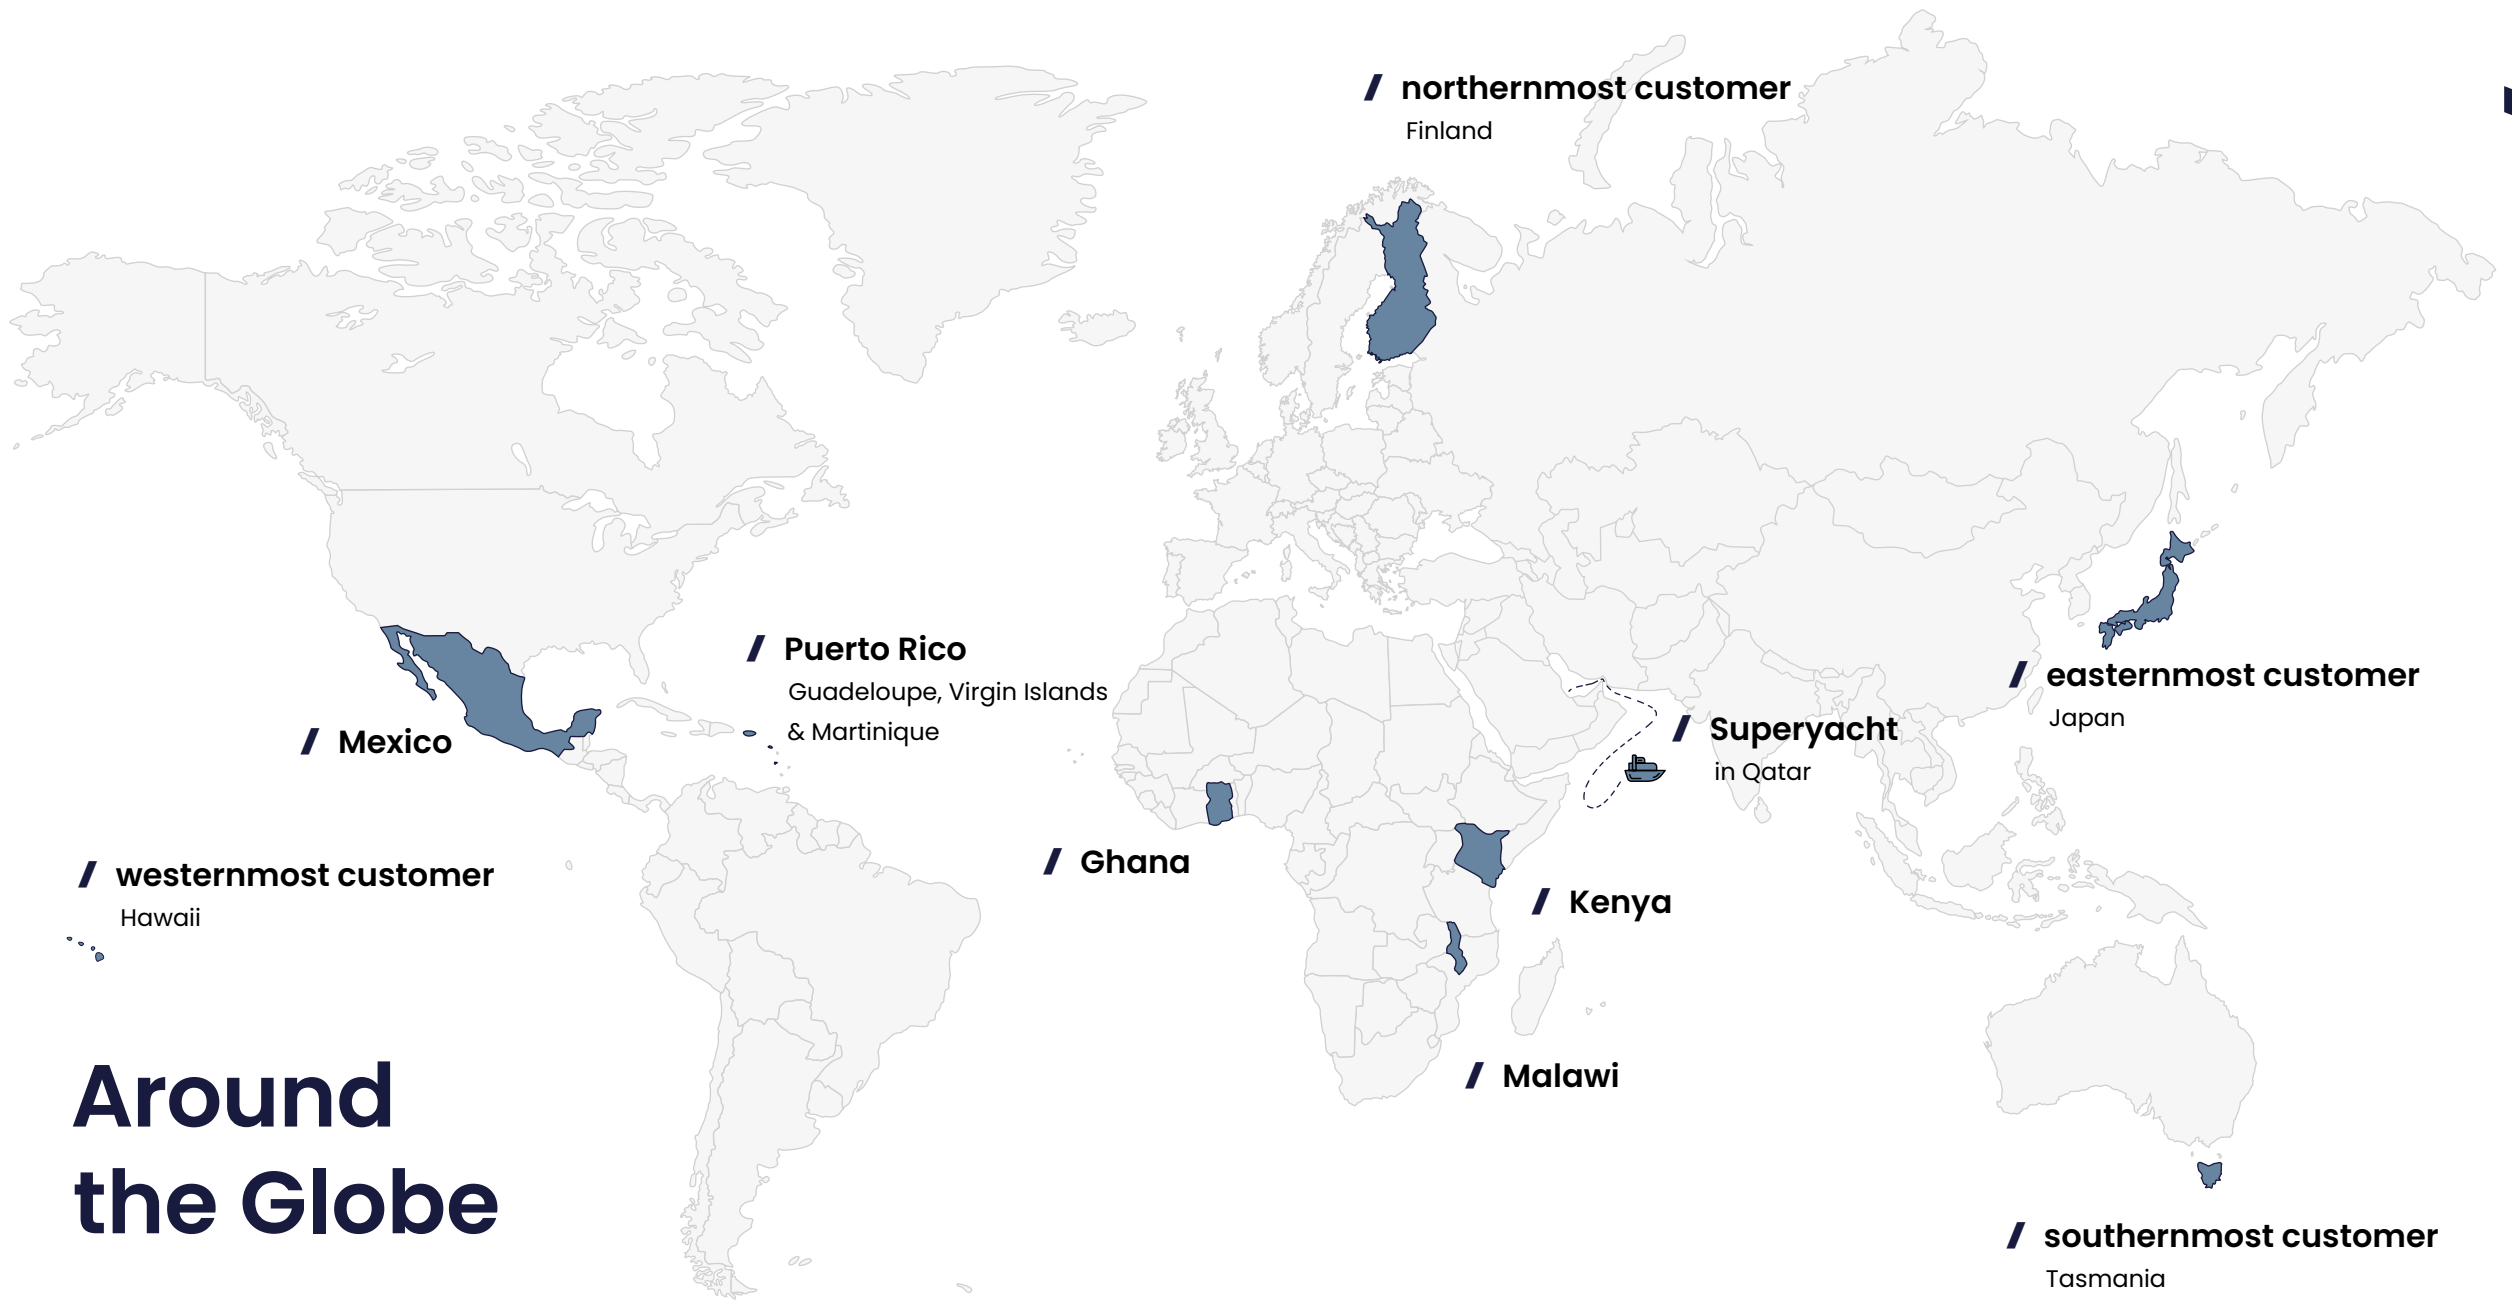 northernmost customer
Finland
Puerto Rico
Guadeloupe, Virgin Islands
& Martinique
easternmost customer
Japan
Mexico
Superyacht
in Qatar
Ghana
westernmost customer
Hawaii
Kenya
Malawi
Around
the Globe
southernmost customer
Tasmania